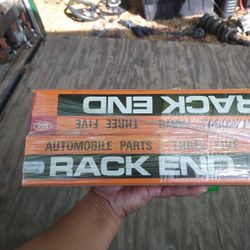 RACK END
THREE FIVE
AUTOMOBILE PARTS THREE FIVE
RACK END